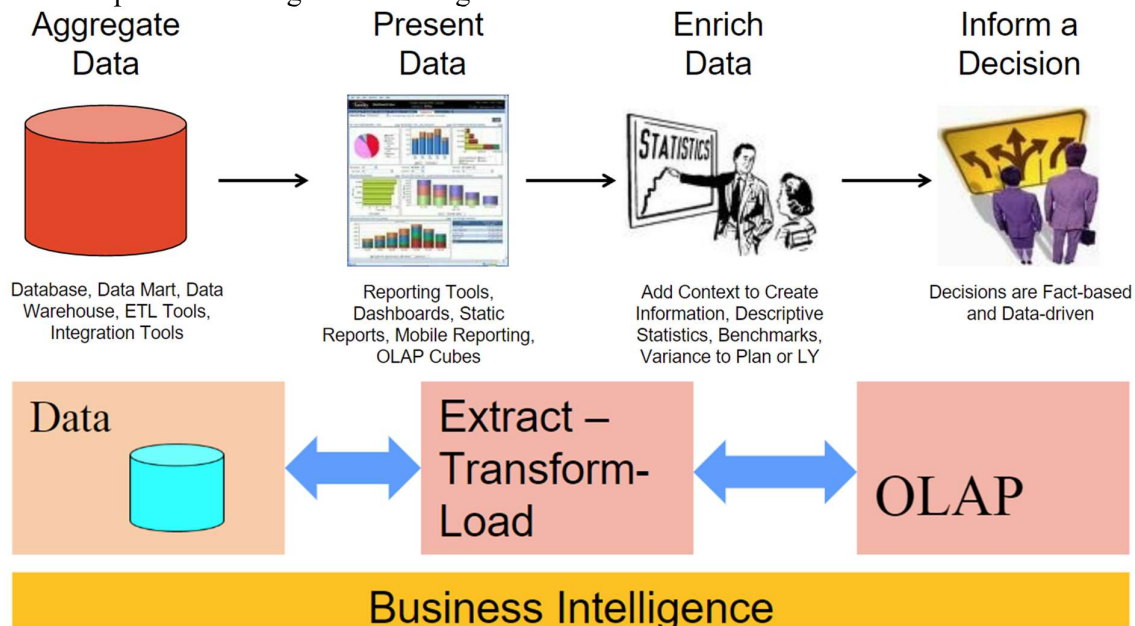 Aggregate
Data
Present
Data
Enrich
Data
Inform a
Decision
STATISTICS
Database, Data Mart, Data
Warehouse, ETL Tools,
Integration Tools
Reporting Tools,
Dashboards, Static
Reports, Mobile Reporting,
OLAP Cubes
Add Context to Create
Information, Descriptive
Statistics, Benchmarks,
Variance to Plan or LY
Decisions are Fact-based
and Data-driven
Data
Extract –
Transform-
Load
OLAP
Business Intelligence